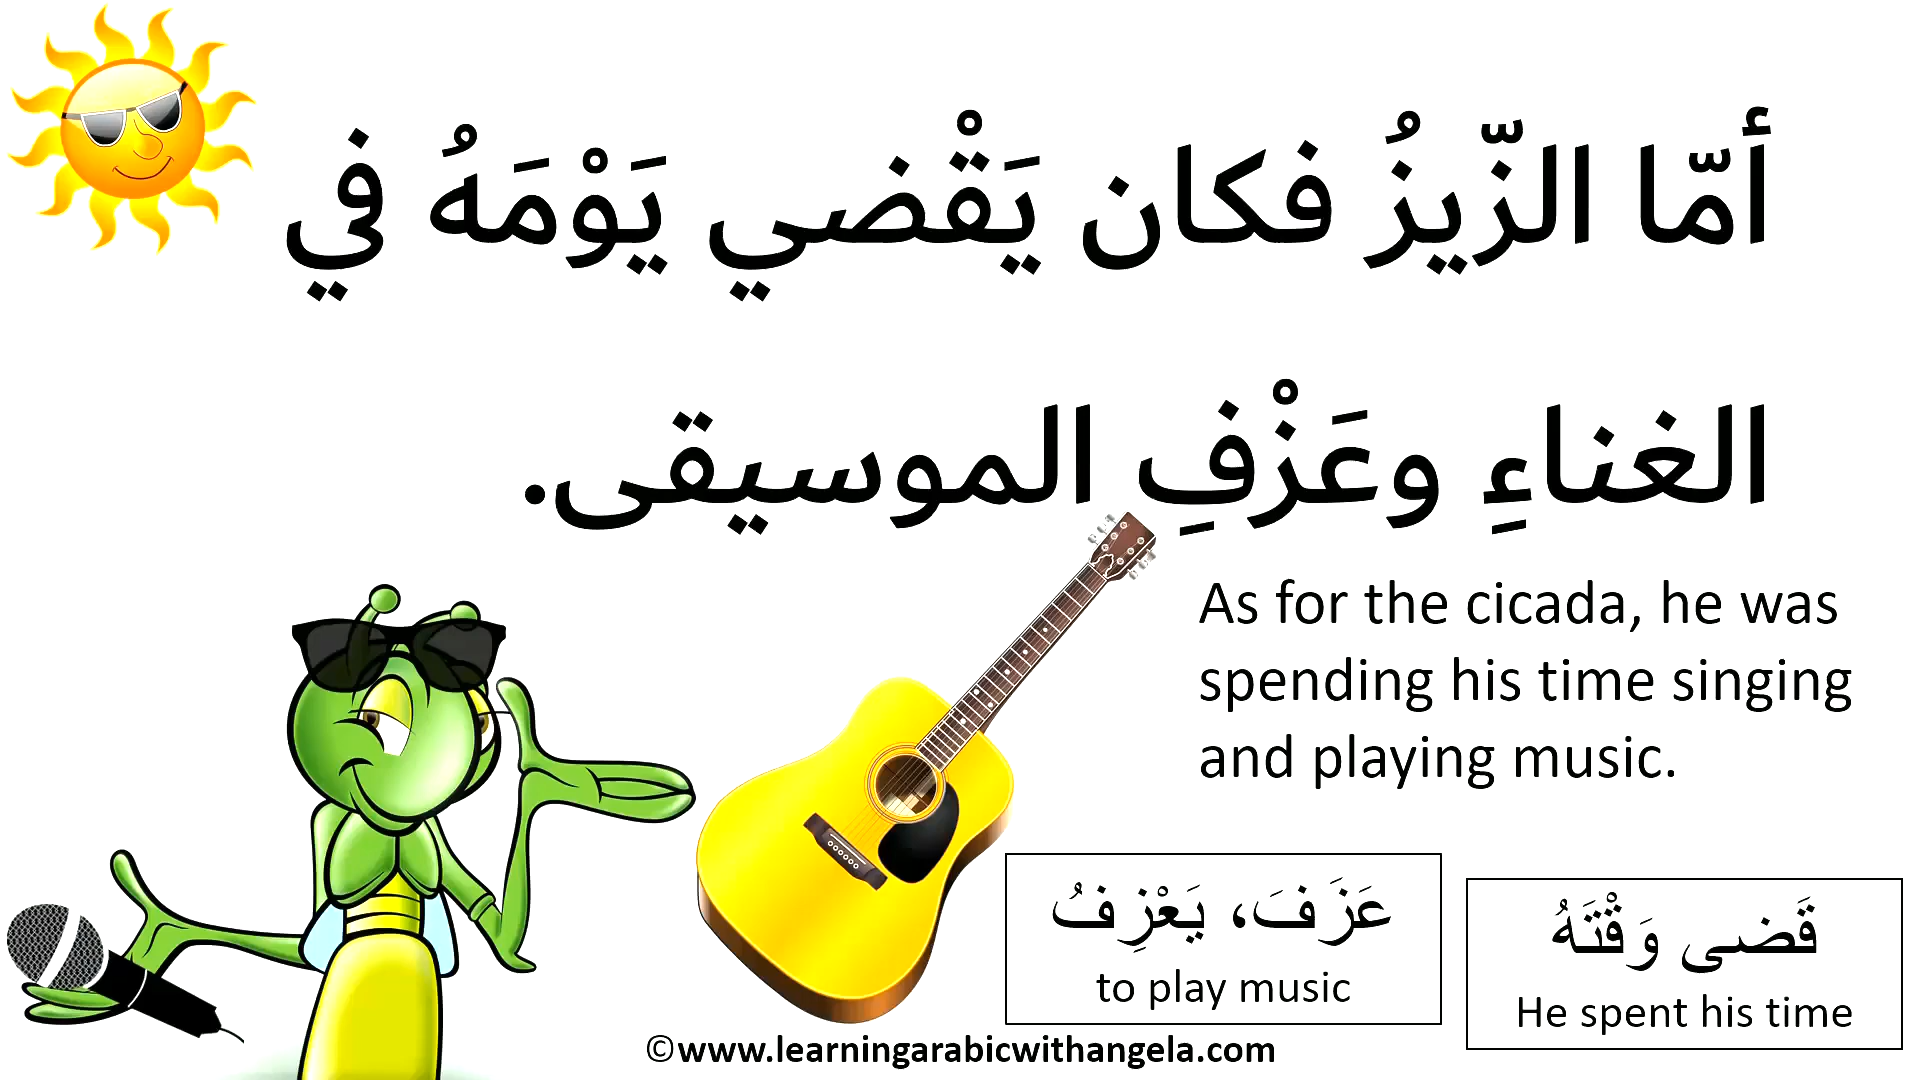 أمّا الزّيزُ فكان يَقْضي يَوْمَهُ في
الغناءِ وعَزْفِ الموسيقى.
As for the cicada, he was
spending his time singing
and playing music.
عَزَفَ، يَعْزِفُ
to play music
قَضى وَقْتَهُ
He spent his time
©www.learningarabicwithangela.com